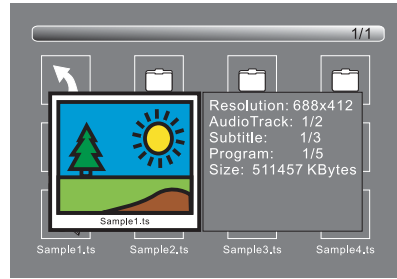 1/1
Resolution: 688x412
AudioTrack: 1/2
Subtitle: 1/3
Program: 1/5
Size: 511457 KBytes
Sample1.ts
Sample1.ts Sample2.ts Sample3.ts Sample4.ts